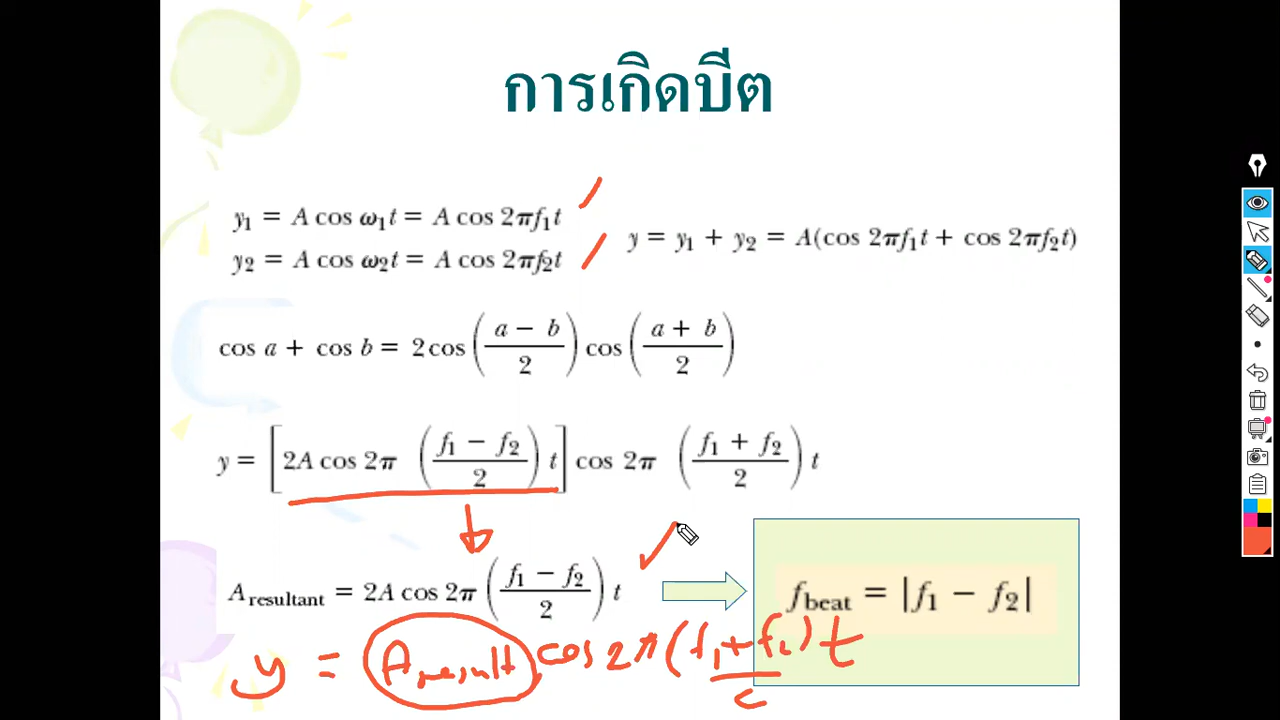 การเกิดบีต
y₁ = A cos ω₁t = A cos 2πf₁t
y₂ = A cos ω₂t = A cos 2πf₂t
y = y₁ + y₂ = A(cos 2πf₁t + cos 2πf₂t)
cos a + cos b = 2 cos ((a − b)/2) cos ((a + b)/2)
y = [2A cos 2π ((f₁ − f₂)/2) t] cos 2π ((f₁ + f₂)/2) t
A_resultant = 2A cos 2π ((f₁ − f₂)/2) t
f_beat = |f₁ − f₂|
y = A_result cos 2π (f₁ + f₂)/2 t